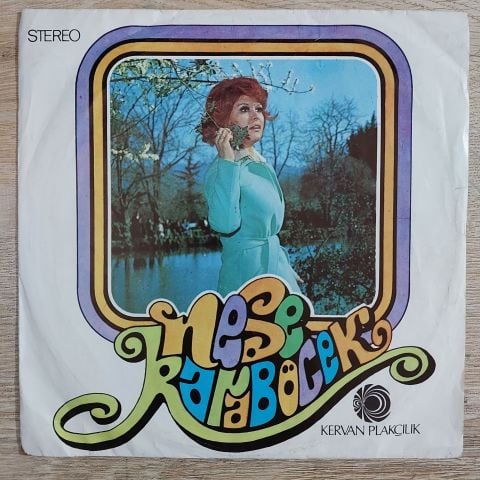 STEREO
neşe
karaböcek
KERVAN PLAKÇILIK